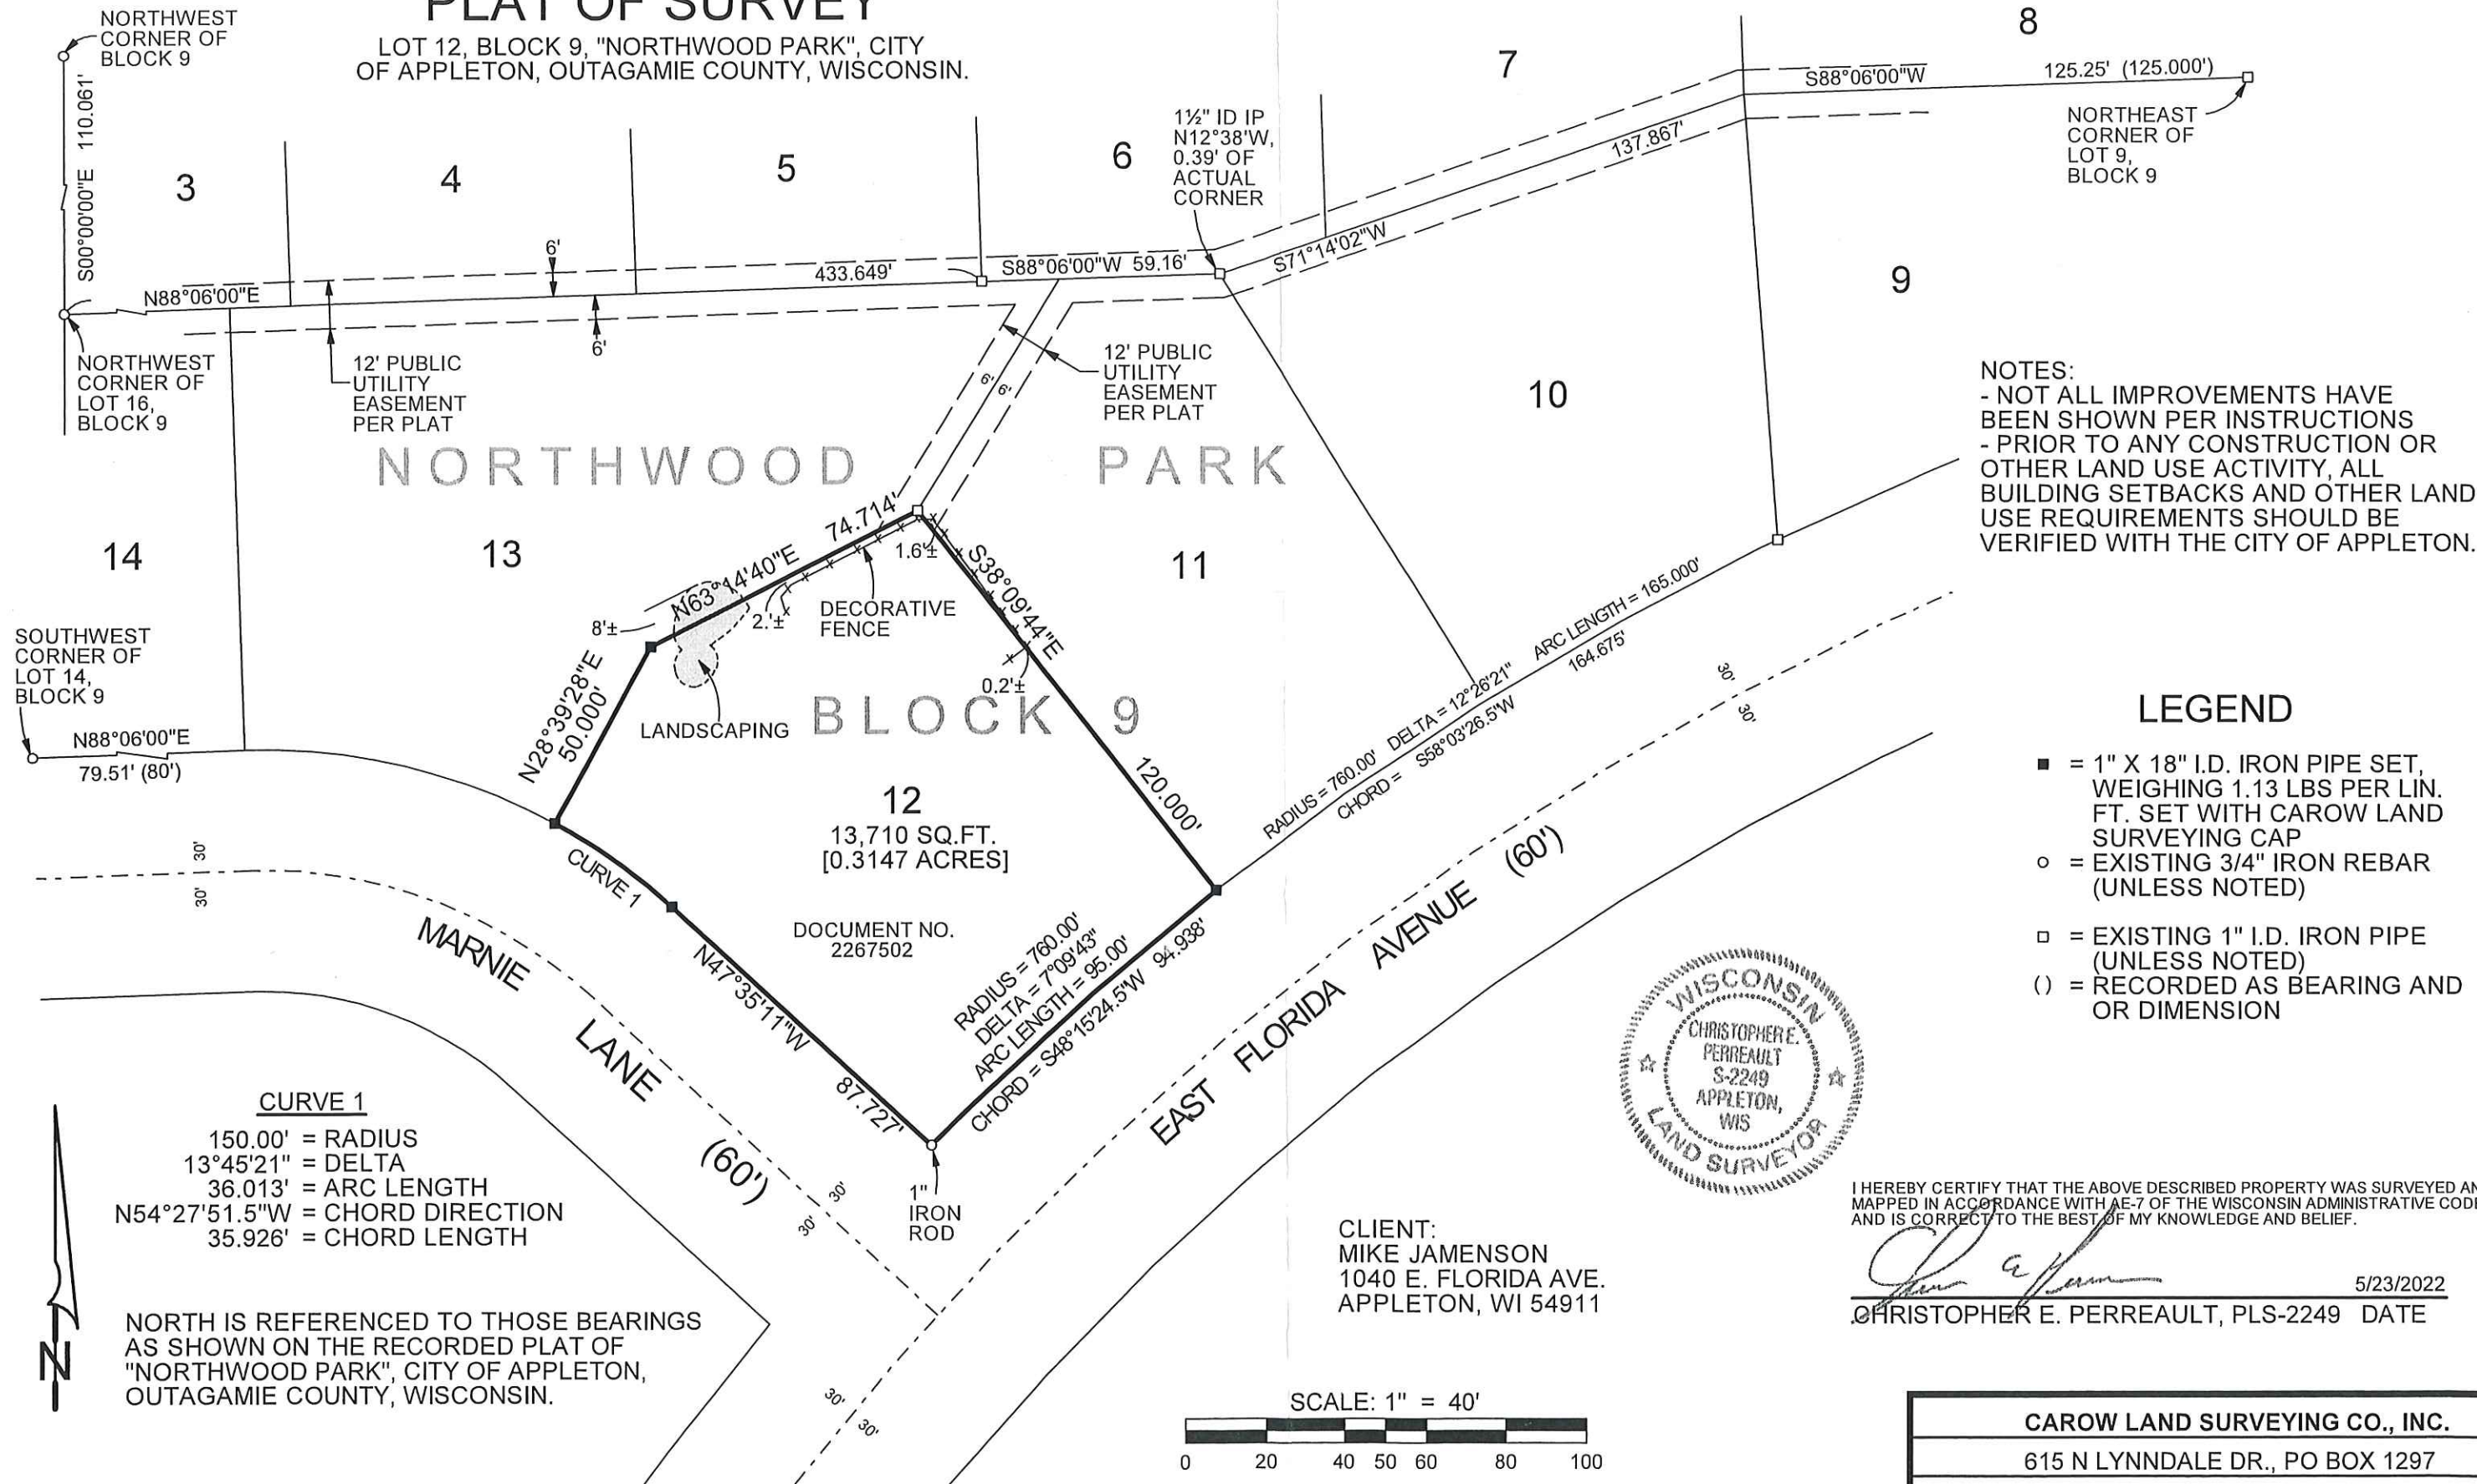 PLAT OF SURVEY
LOT 12, BLOCK 9, "NORTHWOOD PARK", CITY
OF APPLETON, OUTAGAMIE COUNTY, WISCONSIN.
NORTHWEST
CORNER OF
BLOCK 9
S00°00'00"E 110.061'
3
4
5
6
7
8
1½" ID IP
N12°38'W,
0.39' OF
ACTUAL
CORNER
S88°06'00"W
125.25' (125.000')
NORTHEAST
CORNER OF
LOT 9,
BLOCK 9
137.867'
S71°14'02"W
N88°06'00"E
6'
433.649'
S88°06'00"W 59.16'
6'
NORTHWEST
CORNER OF
LOT 16,
BLOCK 9
12' PUBLIC
UTILITY
EASEMENT
PER PLAT
6' 6'
12' PUBLIC
UTILITY
EASEMENT
PER PLAT
9
10
NOTES:
- NOT ALL IMPROVEMENTS HAVE
BEEN SHOWN PER INSTRUCTIONS
- PRIOR TO ANY CONSTRUCTION OR
OTHER LAND USE ACTIVITY, ALL
BUILDING SETBACKS AND OTHER LAND
USE REQUIREMENTS SHOULD BE
VERIFIED WITH THE CITY OF APPLETON.
NORTHWOOD PARK
14
13
11
N63°14'40"E 74.714'
1.6'±
S38°09'44"E
120.000'
8'±
2.'±
DECORATIVE
FENCE
0.2'±
LANDSCAPING
BLOCK 9
SOUTHWEST
CORNER OF
LOT 14,
BLOCK 9
N88°06'00"E
79.51' (80')
N28°39'28"E
50.000'
12
13,710 SQ.FT.
[0.3147 ACRES]
DOCUMENT NO.
2267502
CURVE 1
N47°35'11"W 87.727'
RADIUS = 760.00'
DELTA = 7°09'43"
ARC LENGTH = 95.00'
CHORD = S48°15'24.5"W 94.938'
RADIUS = 760.00' DELTA = 12°26'21" ARC LENGTH = 165.000'
CHORD = S58°03'26.5"W 164.675'
30'
30'
30'
30'
MARNIE LANE (60')
EAST FLORIDA AVENUE (60')
30'
30'
30'
30'
1"
IRON
ROD
LEGEND
= 1" X 18" I.D. IRON PIPE SET,
WEIGHING 1.13 LBS PER LIN.
FT. SET WITH CAROW LAND
SURVEYING CAP
= EXISTING 3/4" IRON REBAR
(UNLESS NOTED)
= EXISTING 1" I.D. IRON PIPE
(UNLESS NOTED)
() = RECORDED AS BEARING AND
OR DIMENSION
WISCONSIN
CHRISTOPHER E.
PERREAULT
S-2249
APPLETON,
WIS
LAND SURVEYOR
CURVE 1
150.00' = RADIUS
13°45'21" = DELTA
36.013' = ARC LENGTH
N54°27'51.5"W = CHORD DIRECTION
35.926' = CHORD LENGTH
N
NORTH IS REFERENCED TO THOSE BEARINGS
AS SHOWN ON THE RECORDED PLAT OF
"NORTHWOOD PARK", CITY OF APPLETON,
OUTAGAMIE COUNTY, WISCONSIN.
CLIENT:
MIKE JAMENSON
1040 E. FLORIDA AVE.
APPLETON, WI 54911
I HEREBY CERTIFY THAT THE ABOVE DESCRIBED PROPERTY WAS SURVEYED AN
MAPPED IN ACCORDANCE WITH AE-7 OF THE WISCONSIN ADMINISTRATIVE CODE
AND IS CORRECT TO THE BEST OF MY KNOWLEDGE AND BELIEF.
5/23/2022
CHRISTOPHER E. PERREAULT, PLS-2249 DATE
SCALE: 1" = 40'
0 20 40 50 60 80 100
CAROW LAND SURVEYING CO., INC.
615 N LYNNDALE DR., PO BOX 1297